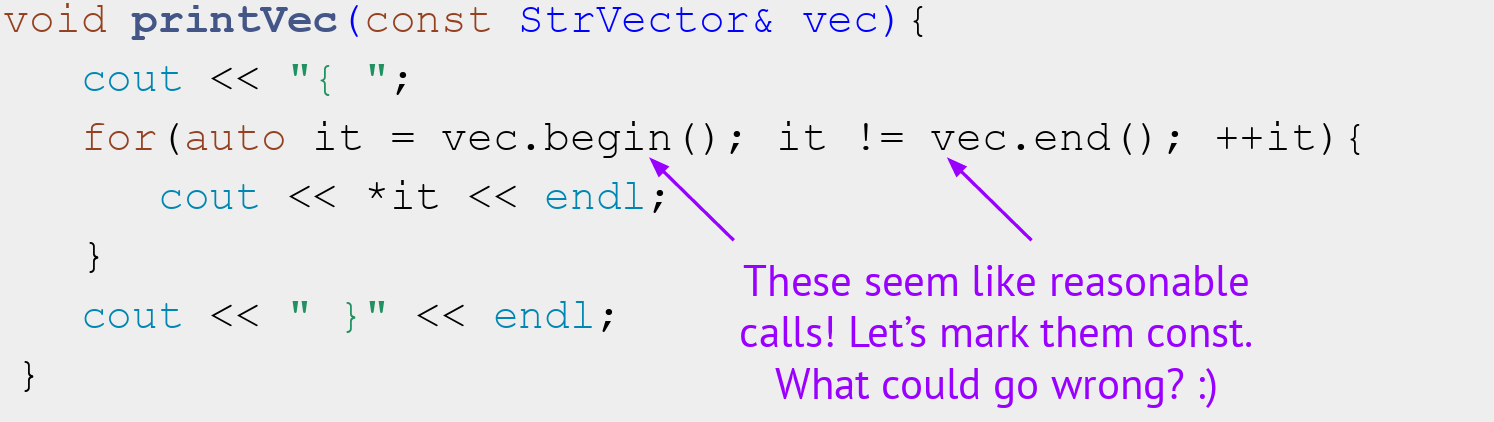 void printVec(const StrVector& vec){
cout << "{ ";
for(auto it = vec.begin(); it != vec.end(); ++it){
cout << *it << endl;
}
cout << " }" << endl;
}
These seem like reasonable
calls! Let’s mark them const.
What could go wrong? :)